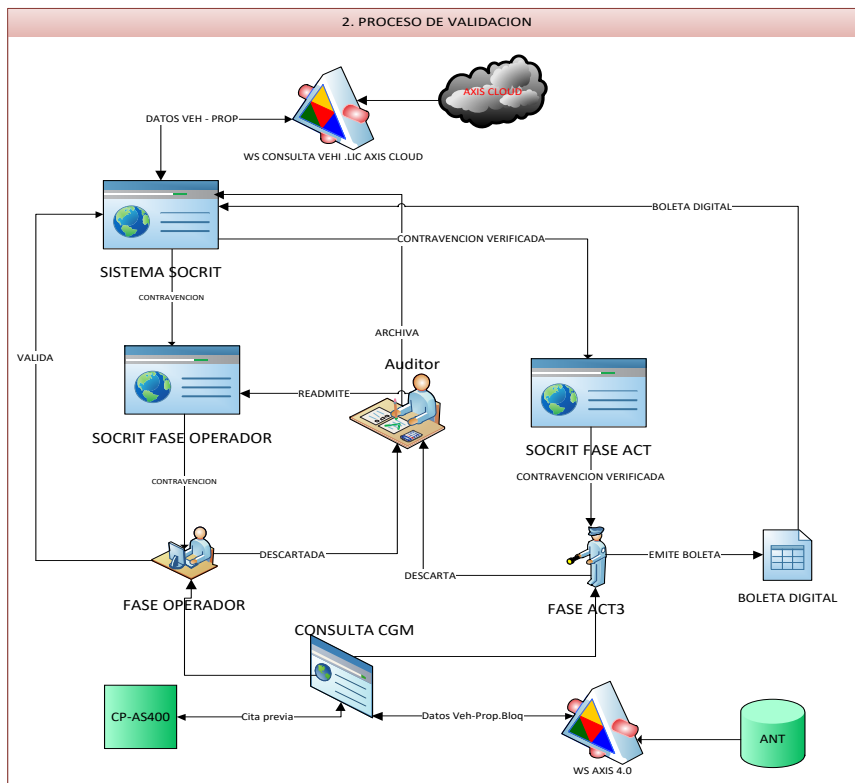 2. PROCESO DE VALIDACION
AXIS CLOUD
DATOS VEH - PROP
WS CONSULTA VEHI .LIC AXIS CLOUD
BOLETA DIGITAL
CONTRAVENCION VERIFICADA
SISTEMA SOCRIT
CONTRAVENCION
ARCHIVA
VALIDA
Auditor
READMITE
SOCRIT FASE OPERADOR
SOCRIT FASE ACT
CONTRAVENCION
CONTRAVENCION VERIFICADA
DESCARTADA
EMITE BOLETA
DESCARTA
FASE OPERADOR
FASE ACT3
BOLETA DIGITAL
CONSULTA CGM
CP-AS400
Cita previa
Datos Veh-Prop.Bloq
ANT
WS AXIS 4.0